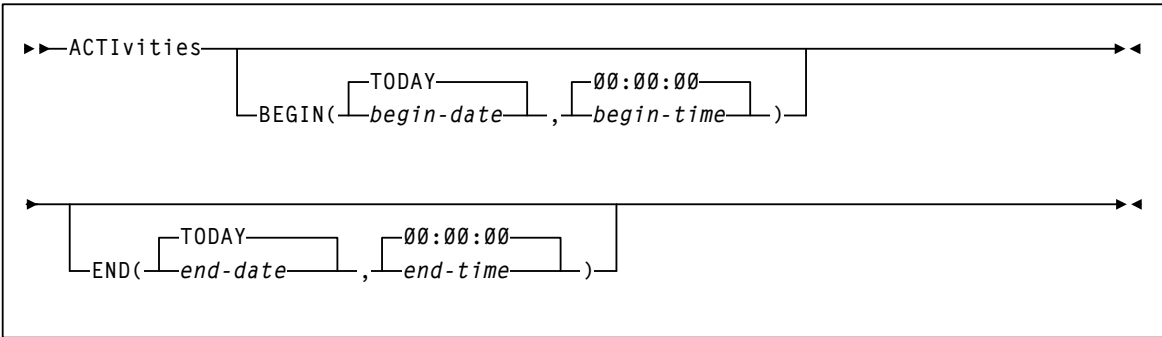 ACTIvities
TODAY 00:00:00
BEGIN( begin-date , begin-time )
TODAY 00:00:00
END( end-date , end-time )